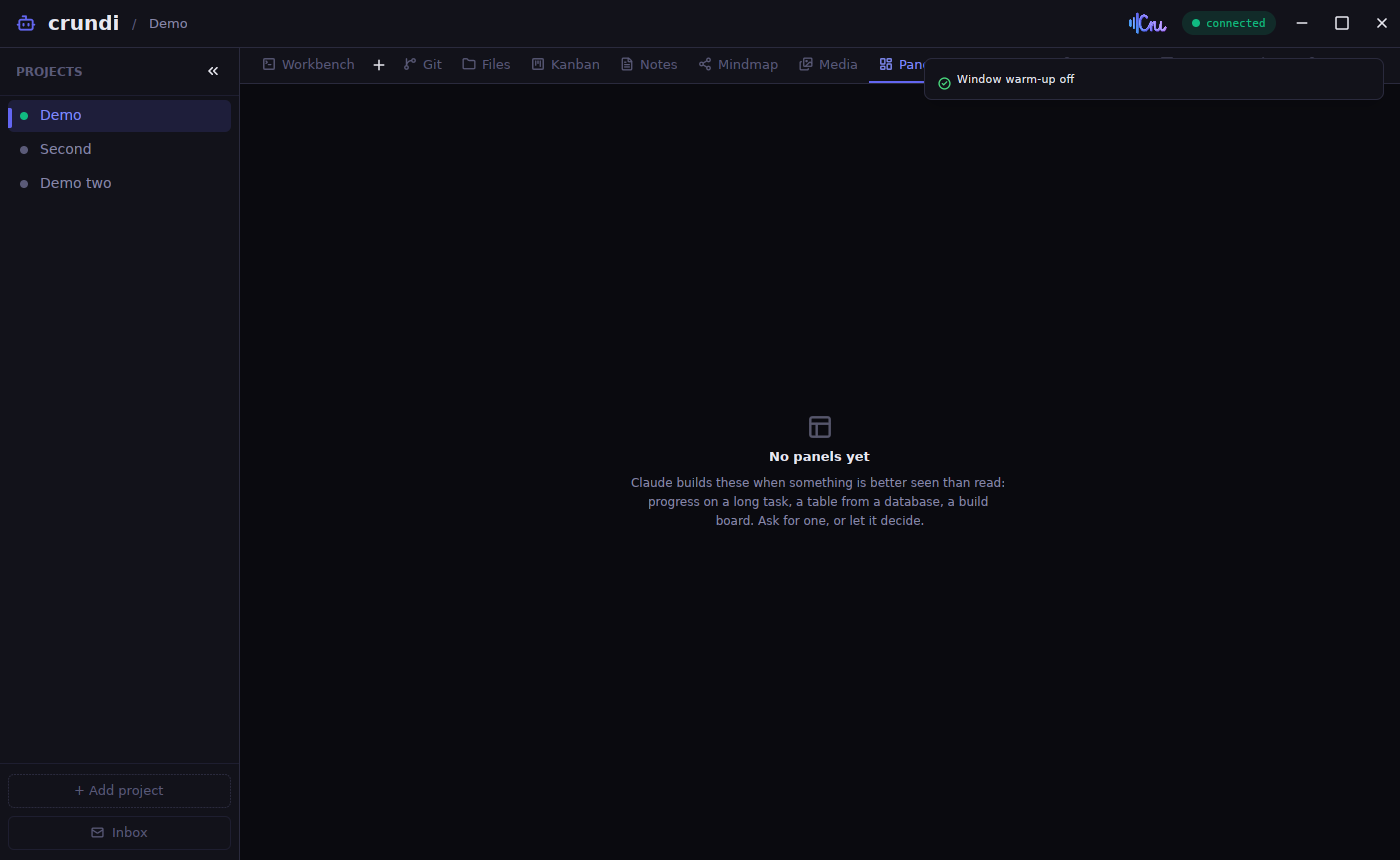 crundi / Demo
Cru
connected
PROJECTS
Workbench + Git Files Kanban Notes Mindmap Media
Window warm-up off
Demo
Second
Demo two
No panels yet
Claude builds these when something is better seen than read:
progress on a long task, a table from a database, a build
board. Ask for one, or let it decide.
+ Add project
Inbox